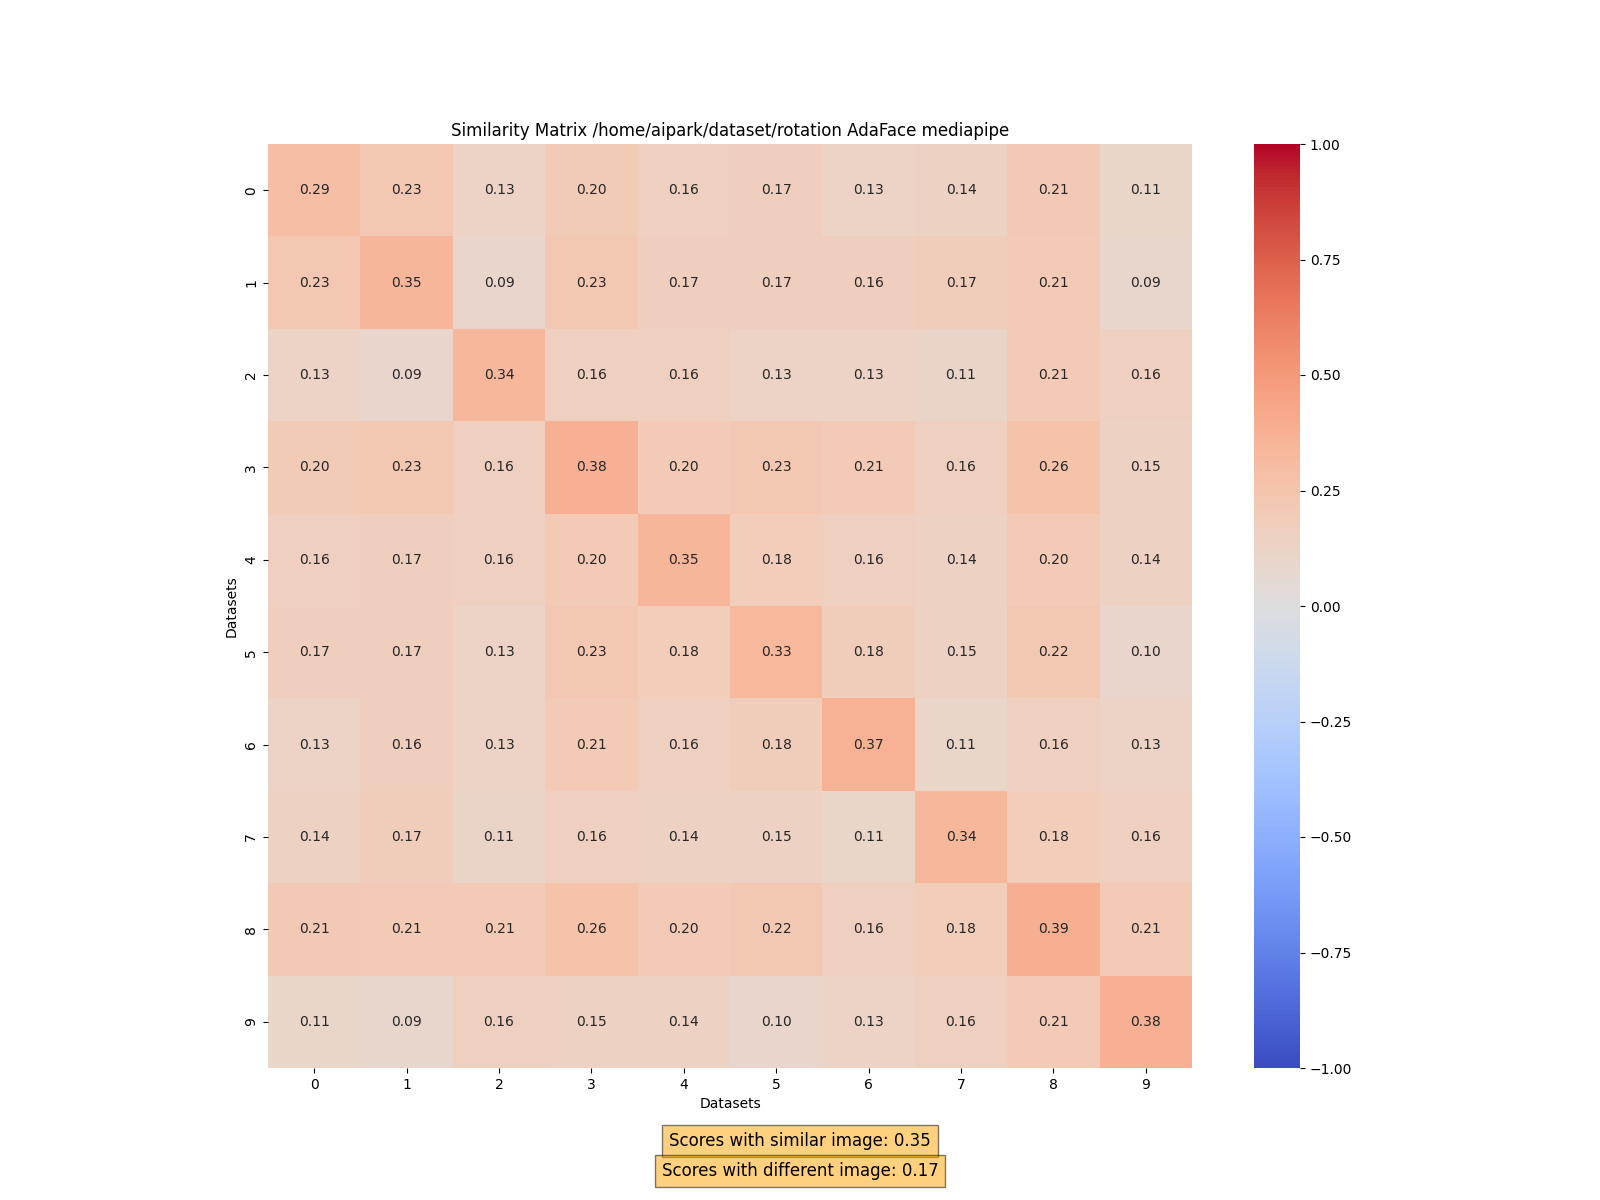 Similarity Matrix /home/aipark/dataset/rotation AdaFace mediapipe
0 0.29 0.23 0.13 0.20 0.16 0.17 0.13 0.14 0.21 0.11
1 0.23 0.35 0.09 0.23 0.17 0.17 0.16 0.17 0.21 0.09
2 0.13 0.09 0.34 0.16 0.16 0.13 0.13 0.11 0.21 0.16
3 0.20 0.23 0.16 0.38 0.20 0.23 0.21 0.16 0.26 0.15
4 0.16 0.17 0.16 0.20 0.35 0.18 0.16 0.14 0.20 0.14
5 0.17 0.17 0.13 0.23 0.18 0.33 0.18 0.15 0.22 0.10
6 0.13 0.16 0.13 0.21 0.16 0.18 0.37 0.11 0.16 0.13
7 0.14 0.17 0.11 0.16 0.14 0.15 0.11 0.34 0.18 0.16
8 0.21 0.21 0.21 0.26 0.20 0.22 0.16 0.18 0.39 0.21
9 0.11 0.09 0.16 0.15 0.14 0.10 0.13 0.16 0.21 0.38
0 1 2 3 4 5 6 7 8 9
Datasets
Datasets
1.00
0.75
0.50
0.25
0.00
−0.25
−0.50
−0.75
−1.00
Scores with similar image: 0.35
Scores with different image: 0.17